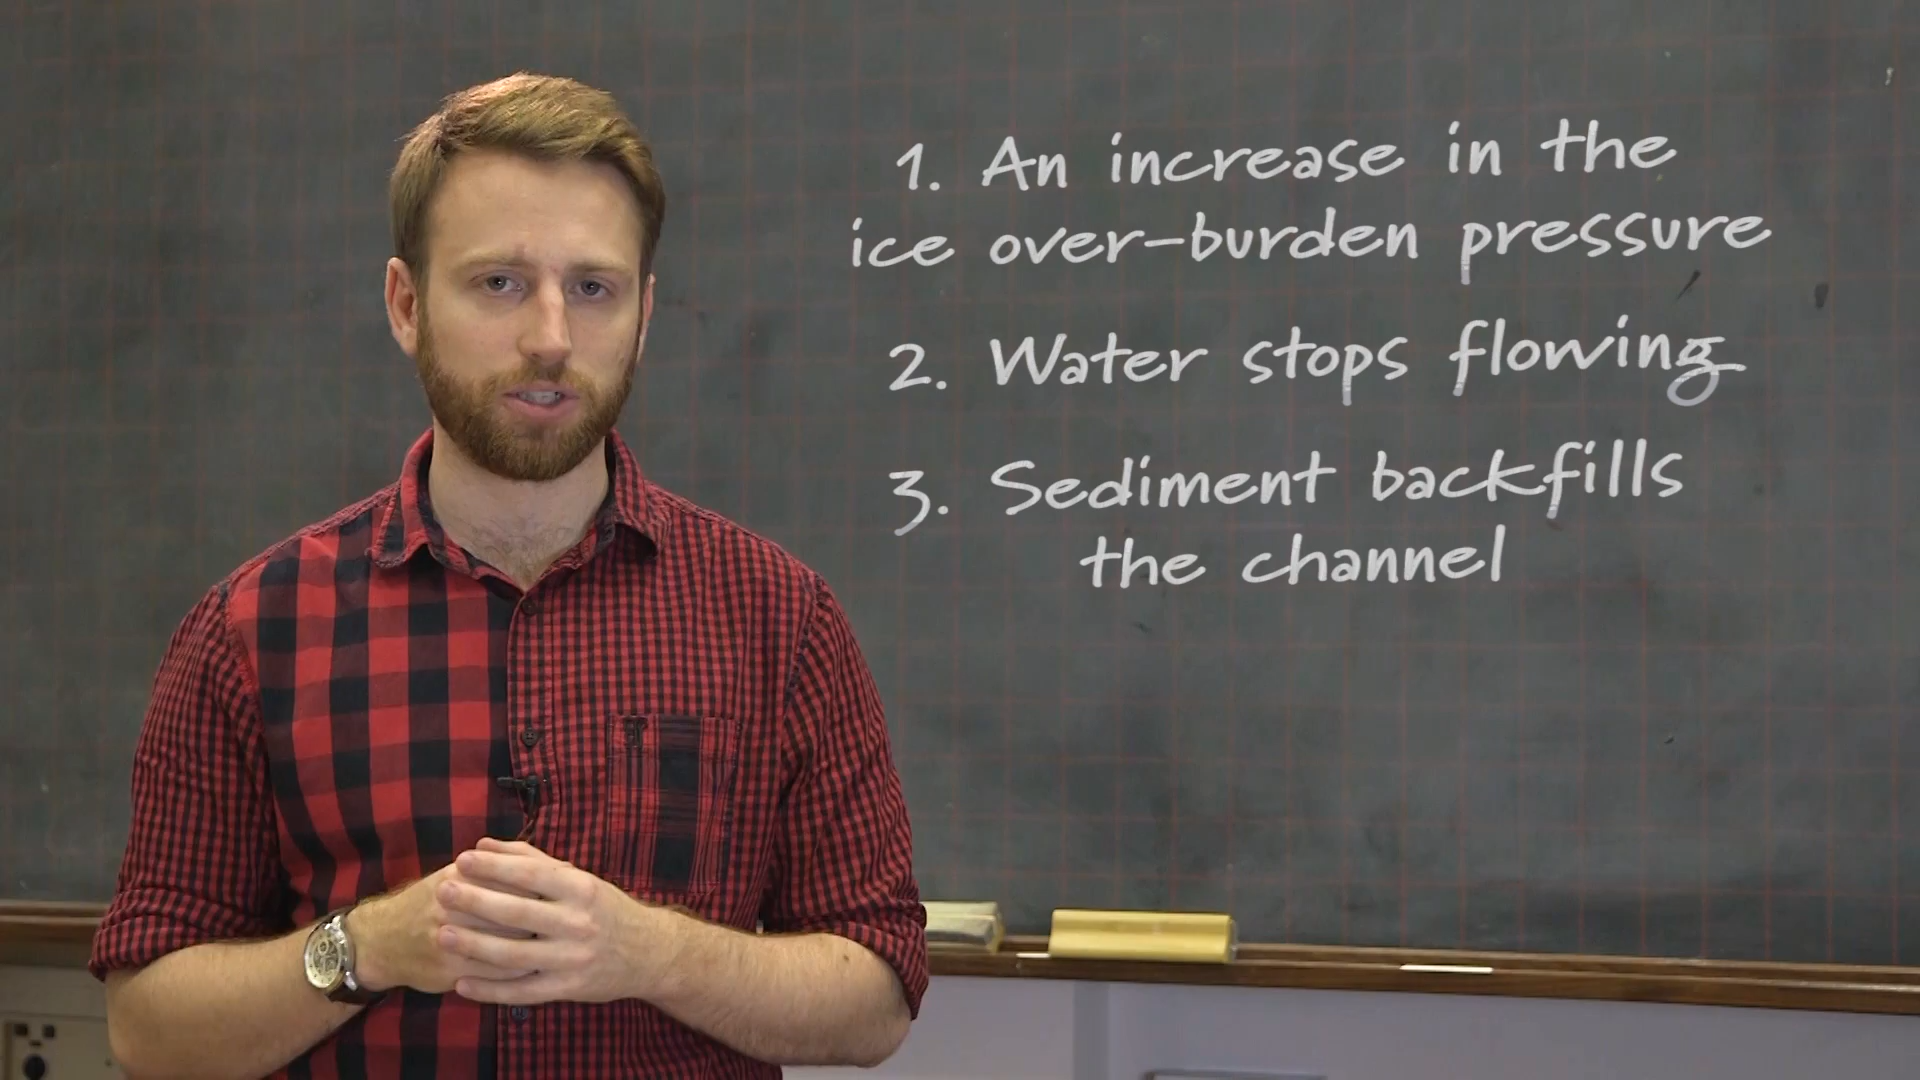 1. An increase in the
ice over-burden pressure
2. Water stops flowing
3. Sediment backfills
the channel